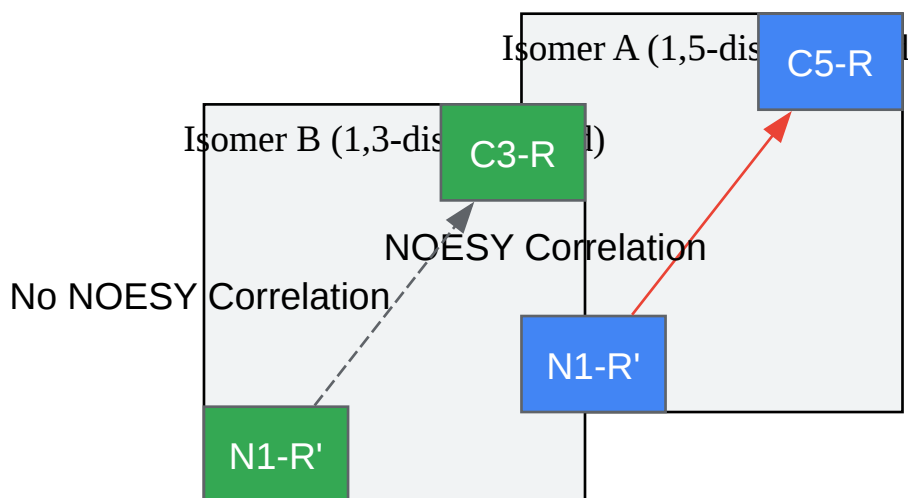 Isomer A (1,5-dis
C5-R
Isomer B (1,3-dis
d)
C3-R
NOESY Correlation
No NOESY Correlation
N1-R'
N1-R'